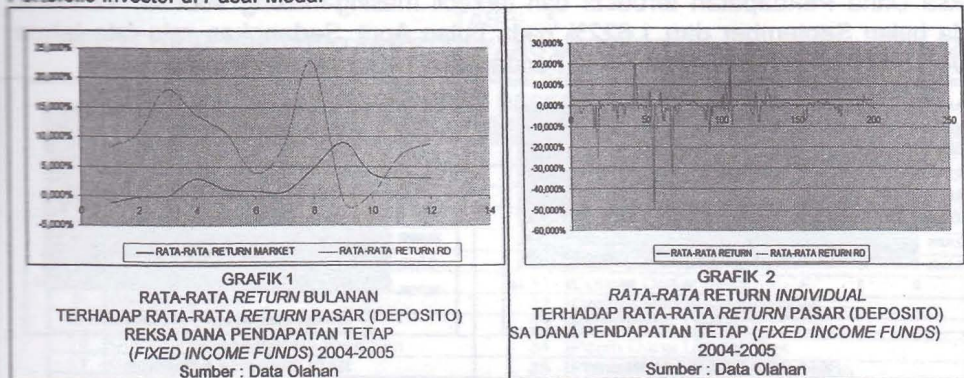 Portofolio Investor di Pasar Modal
25,000%
20,000%
15,000%
10,000%
5,000%
0,000%
-5,000%
2 4 6 8 10 12 14
RATA-RATA RETURN MARKET RATA-RATA RETURN RD
GRAFIK 1
RATA-RATA RETURN BULANAN
TERHADAP RATA-RATA RETURN PASAR (DEPOSITO)
REKSA DANA PENDAPATAN TETAP
(FIXED INCOME FUNDS) 2004-2005
Sumber : Data Olahan
30,000%
20,000%
10,000%
0,000%
-10,000%
-20,000%
-30,000%
-40,000%
-50,000%
-60,000%
50 100 150 200 250
RATA-RATA RETURN RATA-RATA RETURN RD
GRAFIK 2
RATA-RATA RETURN INDIVIDUAL
TERHADAP RATA-RATA RETURN PASAR (DEPOSITO)
SA DANA PENDAPATAN TETAP (FIXED INCOME FUNDS)
2004-2005
Sumber : Data Olahan